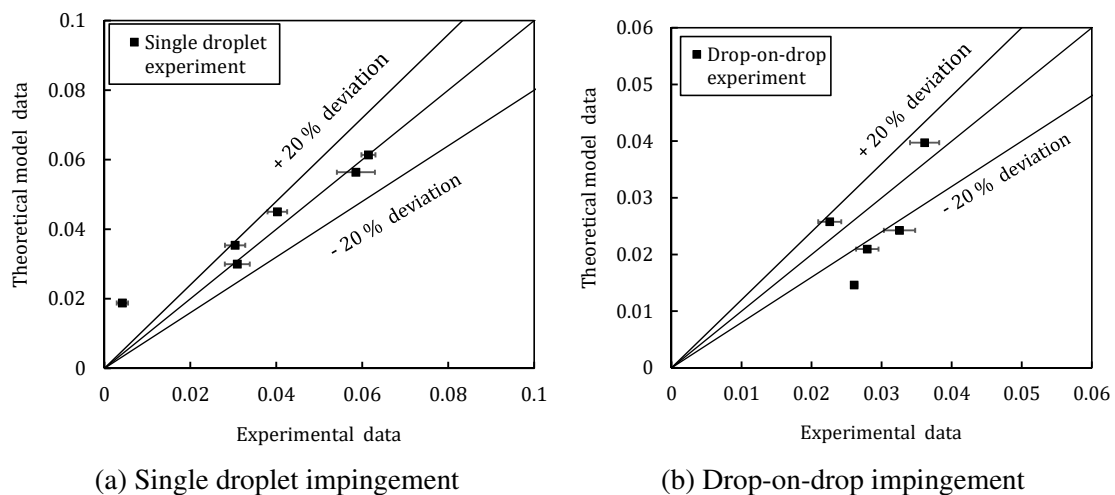 0.1
0.08
0.06
0.04
0.02
0
0 0.02 0.04 0.06 0.08 0.1
Theoretical model data
Experimental data
Single droplet
experiment
+ 20 % deviation
- 20 % deviation
(a) Single droplet impingement
0.06
0.05
0.04
0.03
0.02
0.01
0
0 0.01 0.02 0.03 0.04 0.05 0.06
Theoretical model data
Experimental data
Drop-on-drop
experiment
+ 20 % deviation
- 20 % deviation
(b) Drop-on-drop impingement